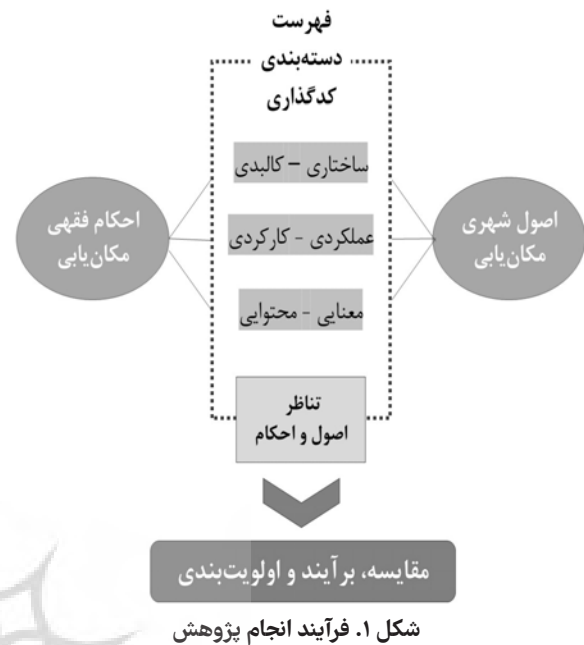 فهرست
دسته‌بندی
کدگذاری
ساختاری – کالبدی
اصول شهری
مکان‌یابی
عملکردی - کارکردی
احکام فقهی
مکان‌یابی
معنایی - محتوایی
تناظر
اصول و احکام
مقایسه، برآیند و اولویت‌بندی
شکل ۱. فرآیند انجام پژوهش